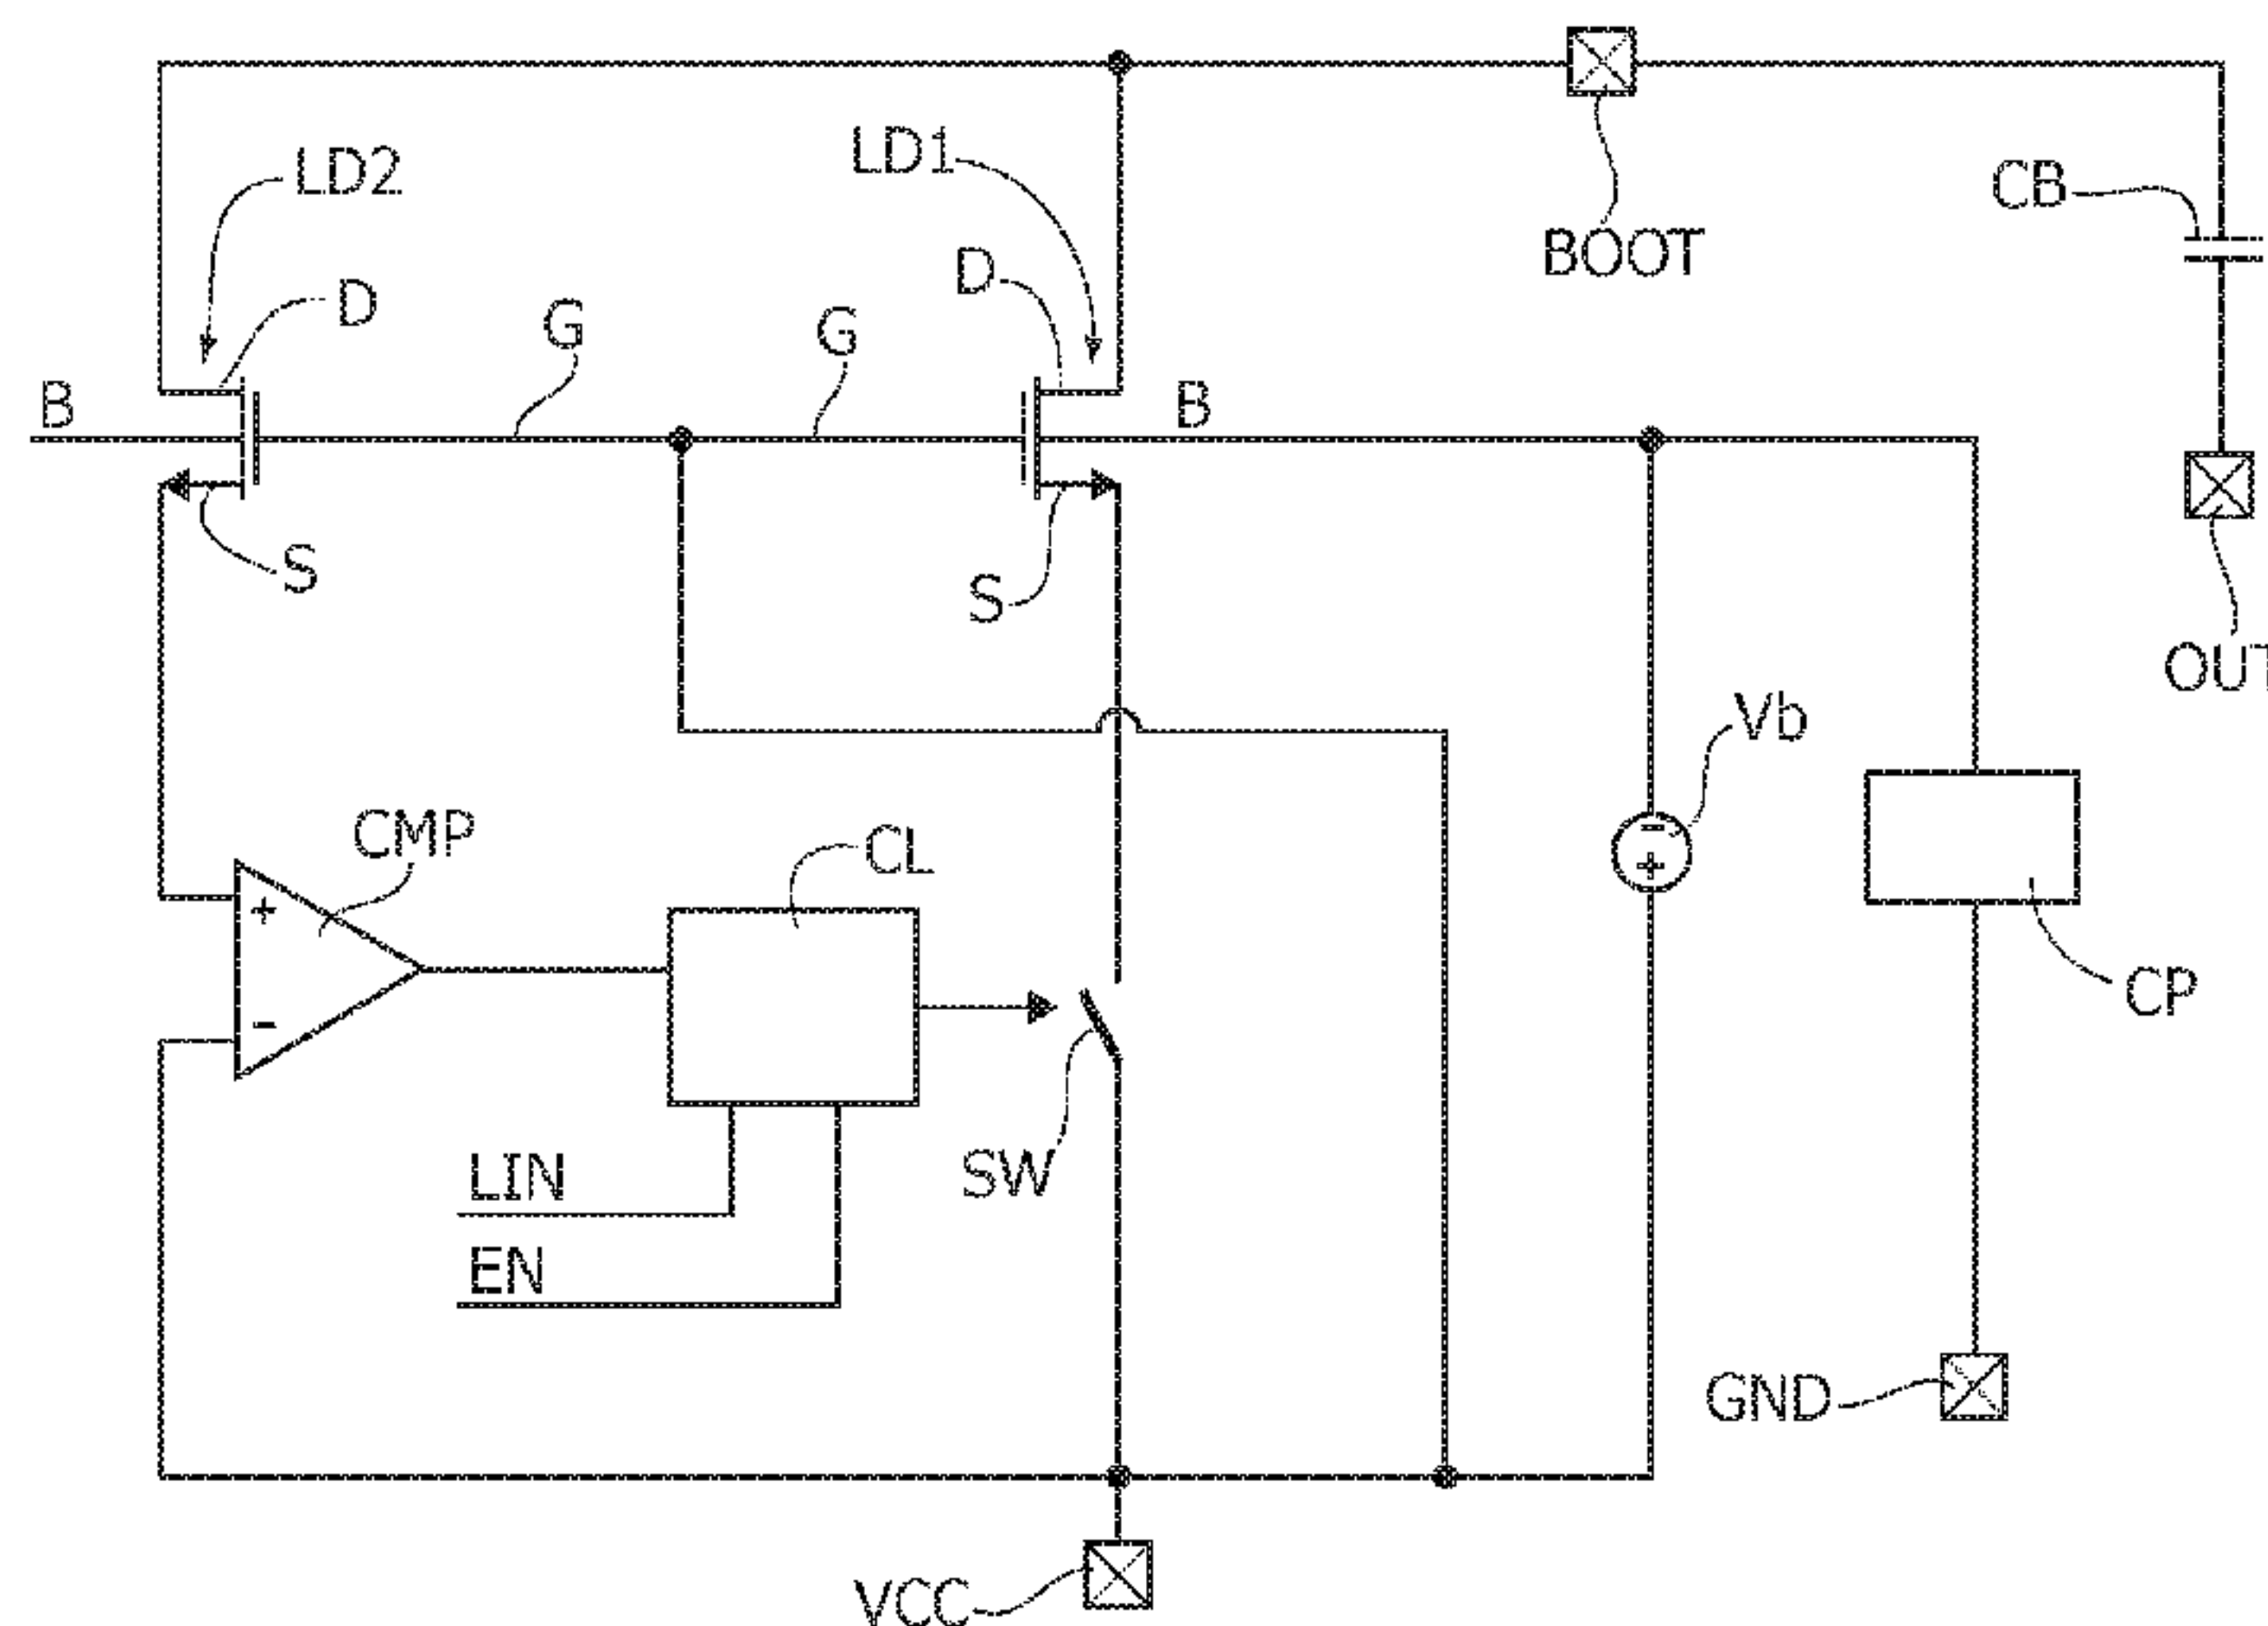 LD2
LD1
CB
BOOT
D
D
G
G
B
B
S
S
OUT
Vb
CMP
CL
+
-
-
+
CP
LIN
SW
EN
GND
VCC